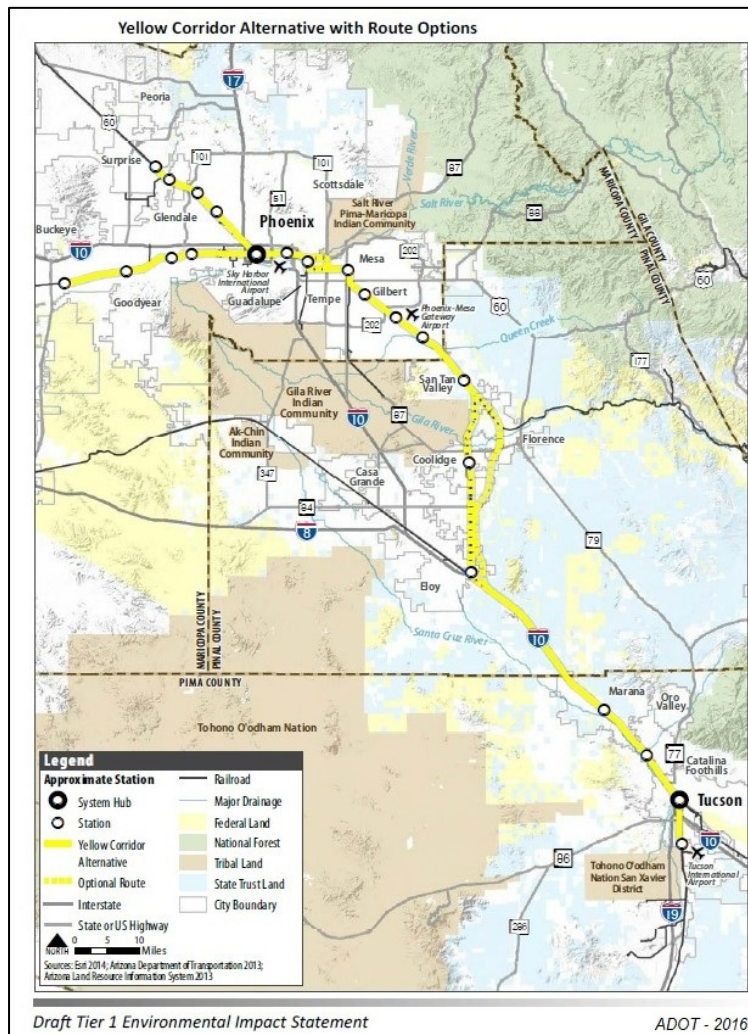 Yellow Corridor Alternative with Route Options
17
Peoria
60
Surprise
101
101
Scottsdale
87
Verde River
51
Glendale
Phoenix
Salt River
Pima-Maricopa
Indian Community
Salt River
88
MARICOPA COUNTY
GILA COUNTY
PINAL COUNTY
Buckeye
10
202
Mesa
Sky Harbor
International
Airport
Goodyear
Guadalupe
Tempe
Gilbert
60
60
202
Phoenix-Mesa
Gateway
Airport
Queen Creek
177
San Tan
Valley
Gila River
Indian
Community
10
87
Gila River
Ak-Chin
Indian
Community
Florence
Coolidge
347
Casa
Grande
84
8
79
Eloy
MARICOPA COUNTY
PINAL COUNTY
Santa Cruz River
10
PIMA COUNTY
Marana
Oro
Valley
Tohono O'odham Nation
77
Catalina
Foothills
Tucson
10
86
Tucson
International
Airport
Tohono O'odham
Nation San Xavier
District
19
286
Legend
Approximate Station
System Hub
Station
Yellow Corridor
Alternative
Optional Route
Interstate
State or US Highway
Railroad
Major Drainage
Federal Land
National Forest
Tribal Land
State Trust Land
City Boundary
NORTH
0 5 10
Miles
Sources: Esri 2014; Arizona Department of Transportation 2013;
Arizona Land Resource Information System 2013
Draft Tier 1 Environmental Impact Statement
ADOT - 2016